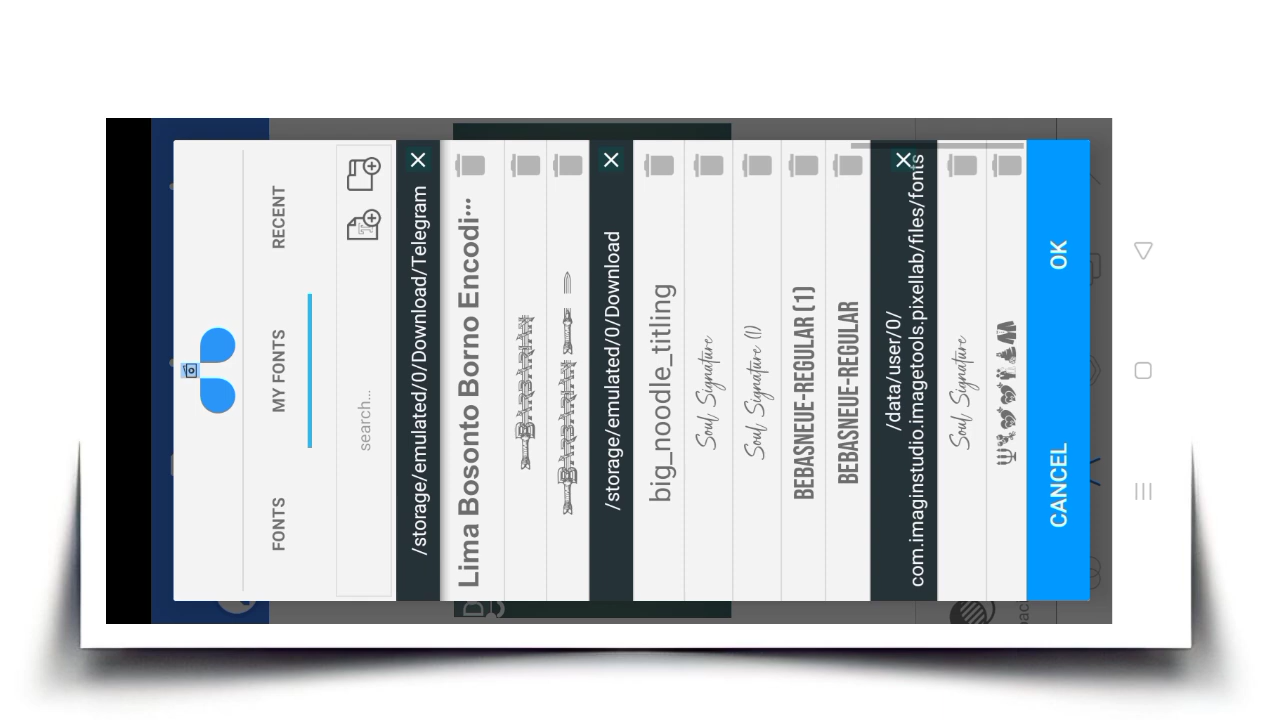 FONTS
MY FONTS
RECENT
search...
/storage/emulated/0/Download/Telegram
Lima Bosonto Borno Encodi...
BARBARIAN
BARBARIAN
/storage/emulated/0/Download
big_noodle_titling
Soul Signature
Soul Signature (1)
BEBASNEUE-REGULAR (1)
BEBASNEUE-REGULAR
/data/user/0/
com.imaginstudio.imagetools.pixellab/files/fonts
Soul Signature
CANCEL
OK